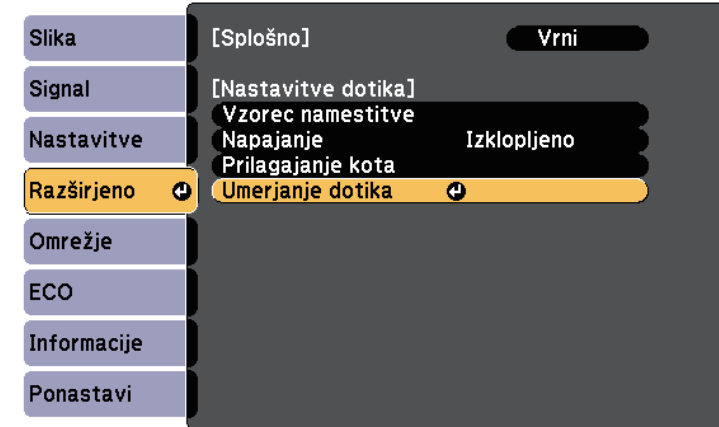 Slika
Signal
Nastavitve
Razširjeno
Omrežje
ECO
Informacije
Ponastavi
[Splošno] Vrni
[Nastavitve dotika]
Vzorec namestitve
Napajanje Izklopljeno
Prilagajanje kota
Umerjanje dotika